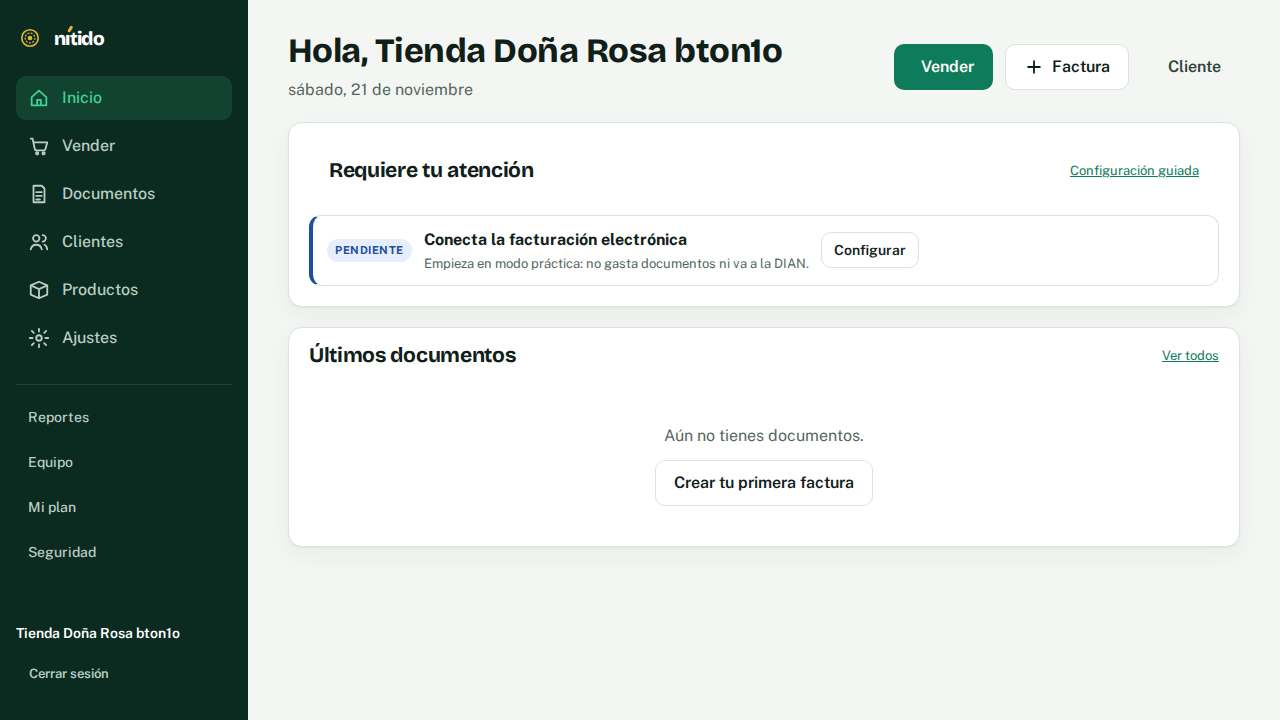 nítido
Inicio
Vender
Documentos
Clientes
Productos
Ajustes
Reportes
Equipo
Mi plan
Seguridad
Tienda Doña Rosa bton1o
Cerrar sesión
Hola, Tienda Doña Rosa bton1o
sábado, 21 de noviembre
Vender
Factura
Cliente
Requiere tu atención
Configuración guiada
PENDIENTE
Conecta la facturación electrónica
Empieza en modo práctica: no gasta documentos ni va a la DIAN.
Configurar
Últimos documentos
Ver todos
Aún no tienes documentos.
Crear tu primera factura